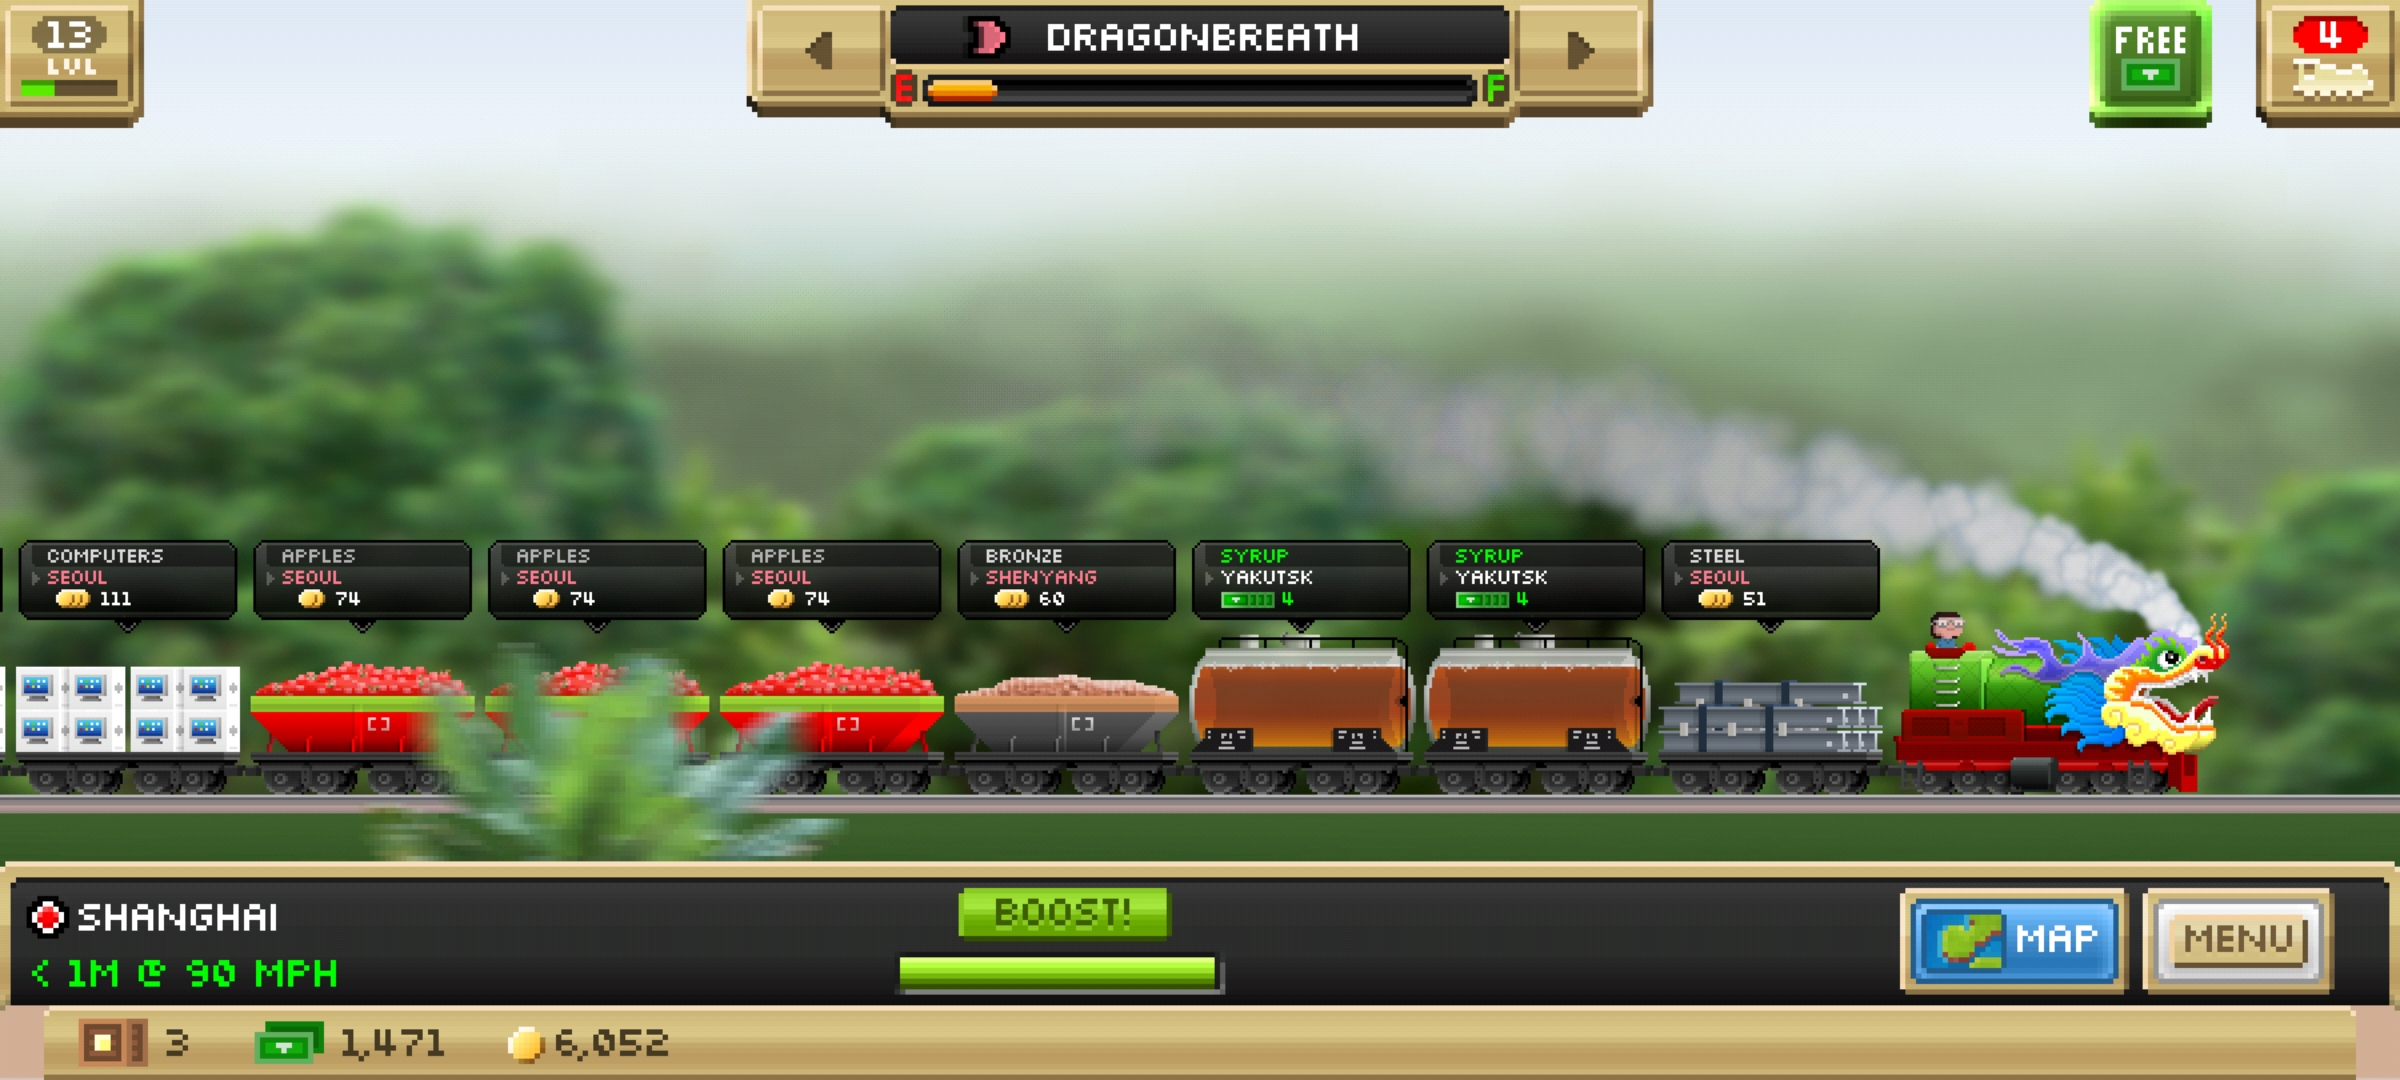 13
LVL
DRAGONBREATH
E F
FREE
4
COMPUTERS
SEOUL
111
APPLES
SEOUL
74
APPLES
SEOUL
74
APPLES
SEOUL
74
BRONZE
SHENYANG
60
SYRUP
YAKUTSK
4
SYRUP
YAKUTSK
4
STEEL
SEOUL
51
SHANGHAI
< 1M @ 90 MPH
BOOST!
MAP
MENU
3
1,471
6,052